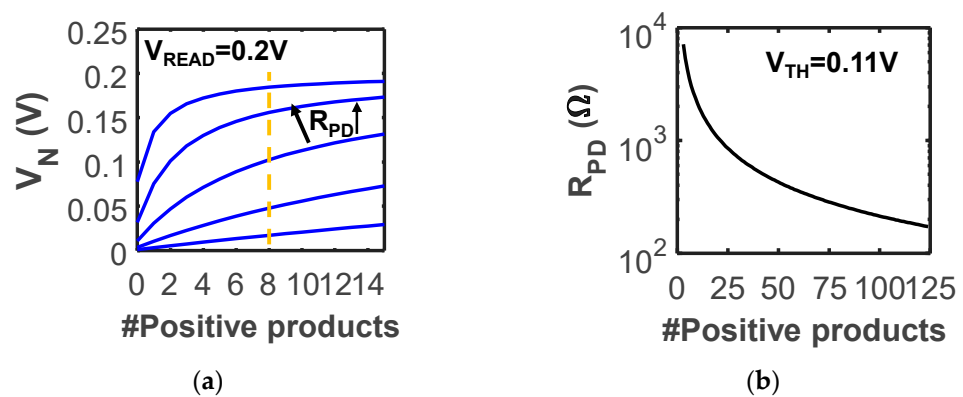 0.25
0.2
0.15
0.1
0.05
0
V_N (V)
V_READ=0.2V
R_PD
0 2 4 6 8 101214
#Positive products
(a)
10^4
10^3
10^2
R_PD (Ω)
V_TH=0.11V
0 25 50 75 100125
#Positive products
(b)